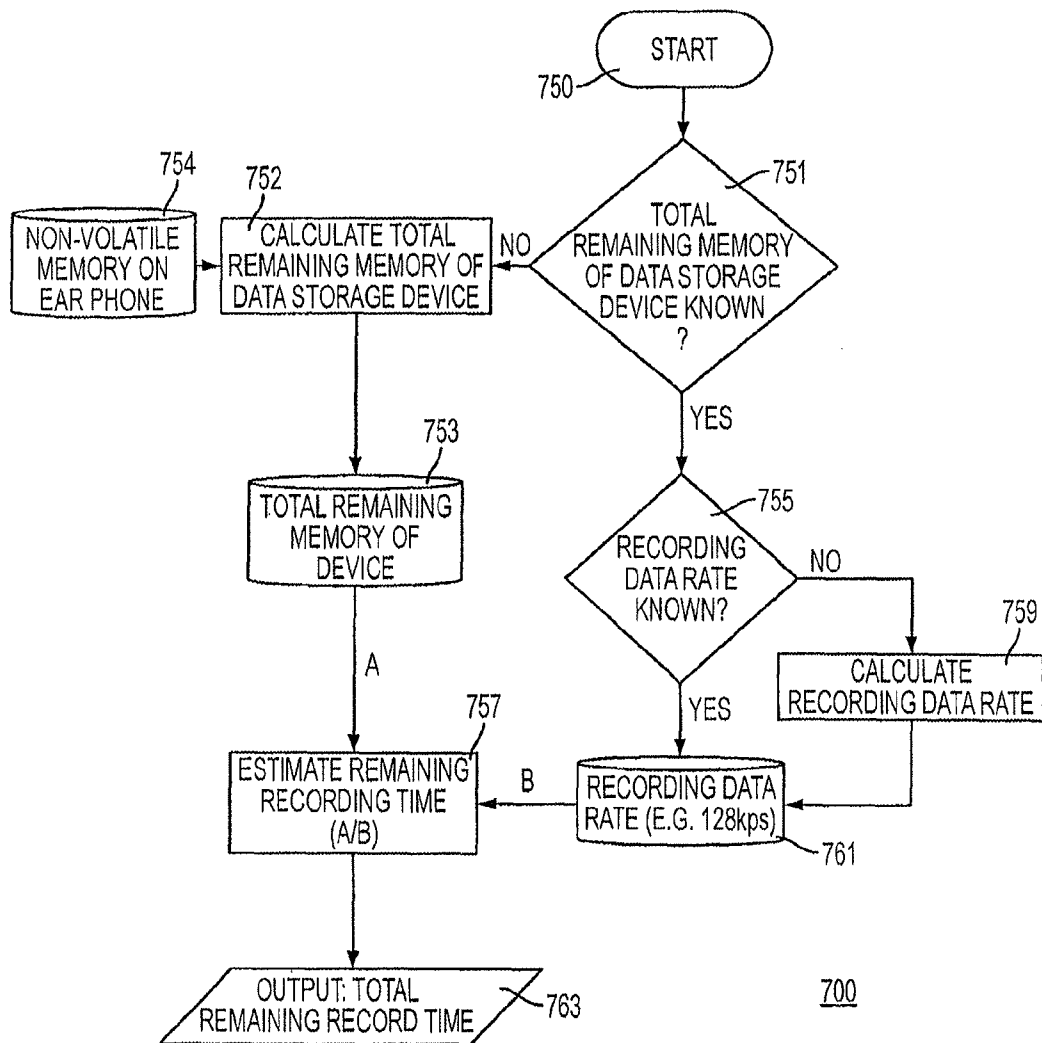 START
750
751
TOTAL
REMAINING MEMORY
OF DATA STORAGE
DEVICE KNOWN
?
NO
752
CALCULATE TOTAL
REMAINING MEMORY OF
DATA STORAGE DEVICE
754
NON-VOLATILE
MEMORY ON
EAR PHONE
YES
753
TOTAL REMAINING
MEMORY OF
DEVICE
755
RECORDING
DATA RATE
KNOWN?
NO
759
CALCULATE
RECORDING DATA RATE
A
YES
757
ESTIMATE REMAINING
RECORDING TIME
(A/B)
B
RECORDING DATA
RATE (E.G. 128kps)
761
OUTPUT: TOTAL
REMAINING RECORD TIME
763
700